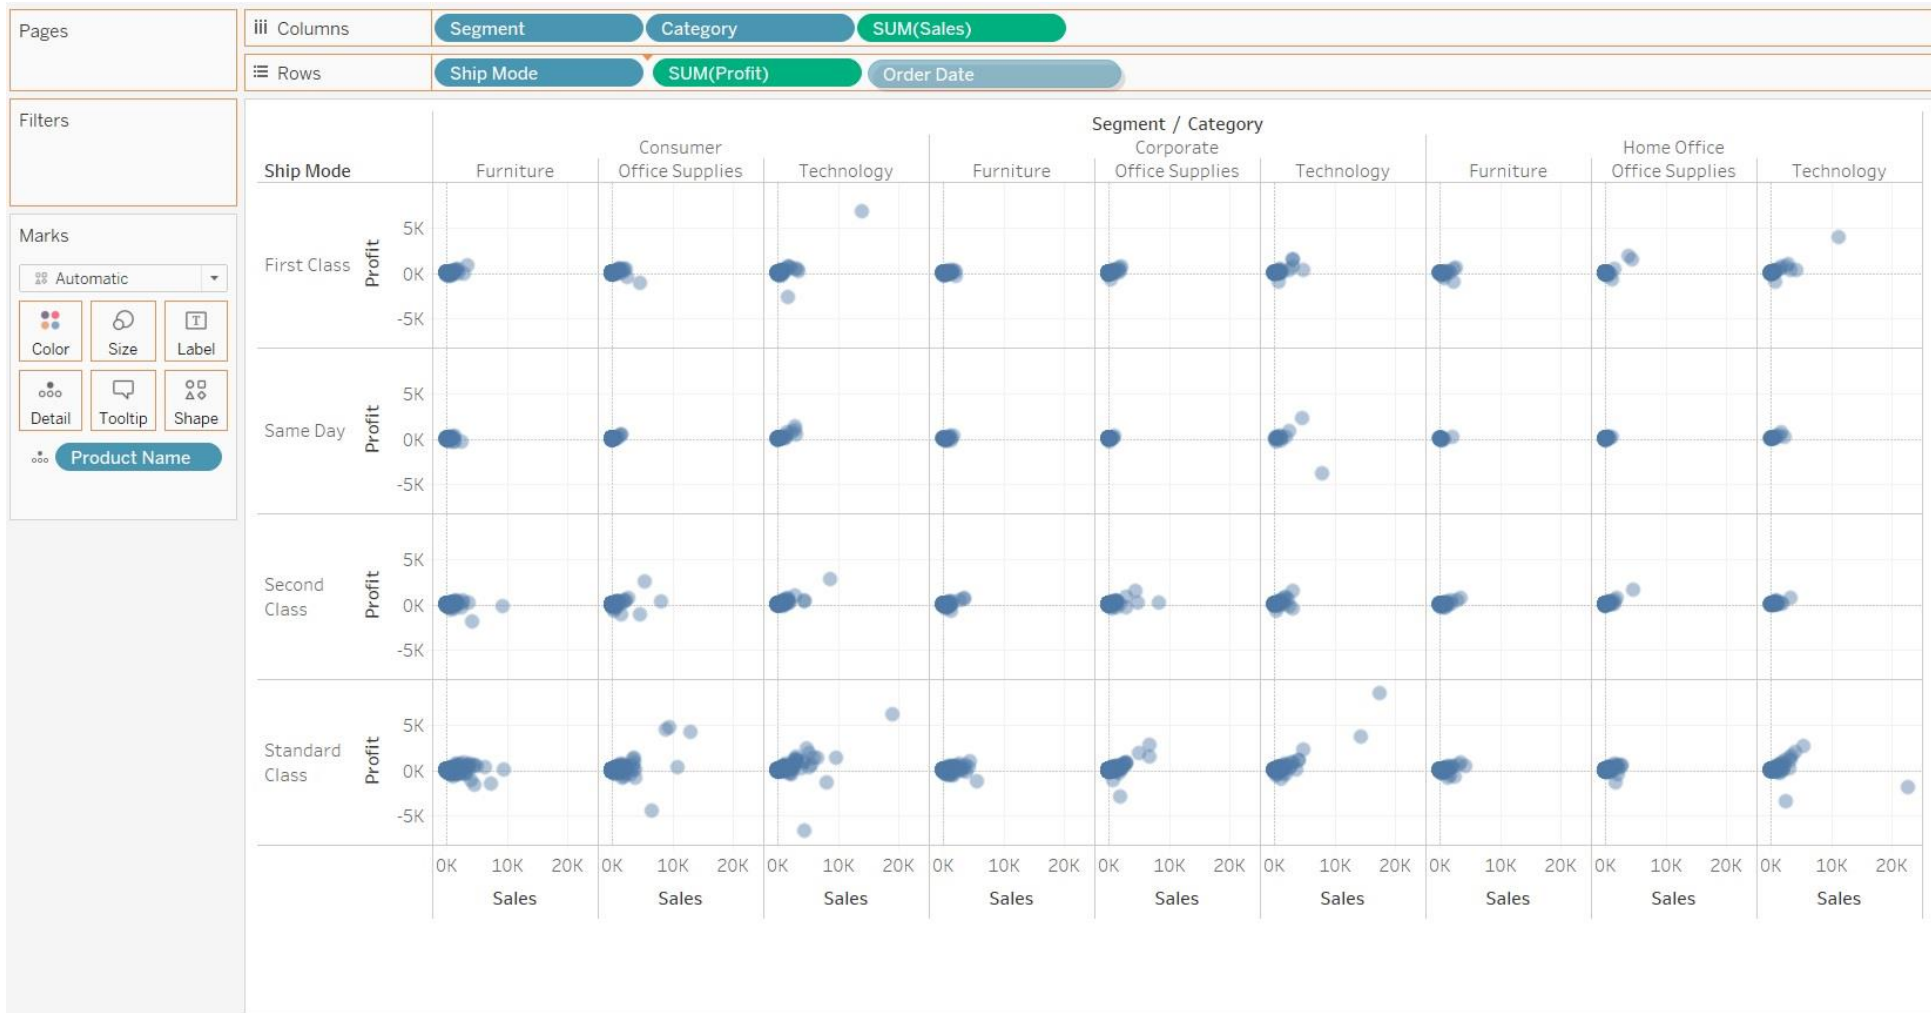 Pages
Columns Segment Category SUM(Sales)
Rows Ship Mode SUM(Profit) Order Date
Filters
Marks
Automatic
Color Size Label
Detail Tooltip Shape
Product Name
Segment / Category
Consumer Corporate Home Office
Ship Mode Furniture Office Supplies Technology Furniture Office Supplies Technology Furniture Office Supplies Technology
First Class Profit 5K 0K -5K
Same Day Profit 5K 0K -5K
Second Class Profit 5K 0K -5K
Standard Class Profit 5K 0K -5K
0K 10K 20K 0K 10K 20K 0K 10K 20K 0K 10K 20K 0K 10K 20K 0K 10K 20K 0K 10K 20K 0K 10K 20K 0K 10K 20K
Sales Sales Sales Sales Sales Sales Sales Sales Sales